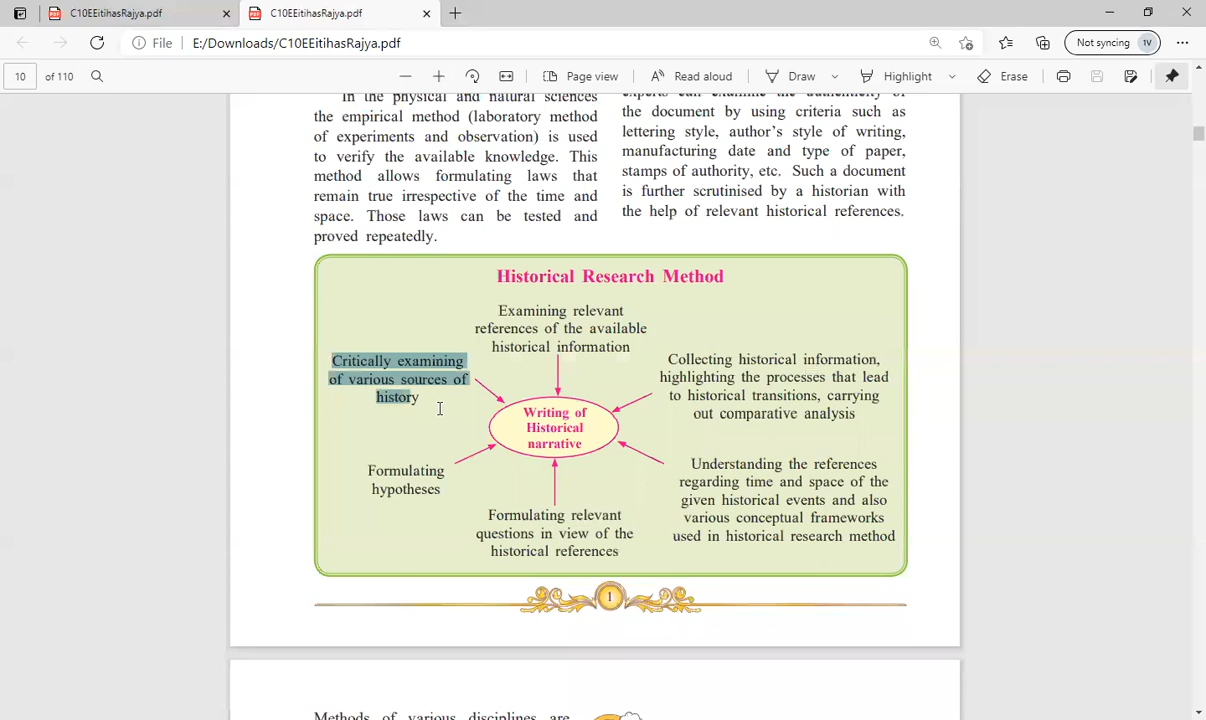 C10EEitihasRajya.pdf
C10EEitihasRajya.pdf
File
E:/Downloads/C10EEitihasRajya.pdf
Not syncing
1V
10
of 110
Page view
Read aloud
Draw
Highlight
Erase
In the physical and natural sciences
the empirical method (laboratory method
of experiments and observation) is used
to verify the available knowledge. This
method allows formulating laws that
remain true irrespective of the time and
space. Those laws can be tested and
proved repeatedly.
experts can examine the authenticity of
the document by using criteria such as
lettering style, author's style of writing,
manufacturing date and type of paper,
stamps of authority, etc. Such a document
is further scrutinised by a historian with
the help of relevant historical references.
Historical Research Method
Examining relevant
references of the available
historical information
Critically examining
of various sources of
history
Collecting historical information,
highlighting the processes that lead
to historical transitions, carrying
out comparative analysis
Writing of
Historical
narrative
Formulating
hypotheses
Understanding the references
regarding time and space of the
given historical events and also
various conceptual frameworks
used in historical research method
Formulating relevant
questions in view of the
historical references
1
Methods of various disciplines are